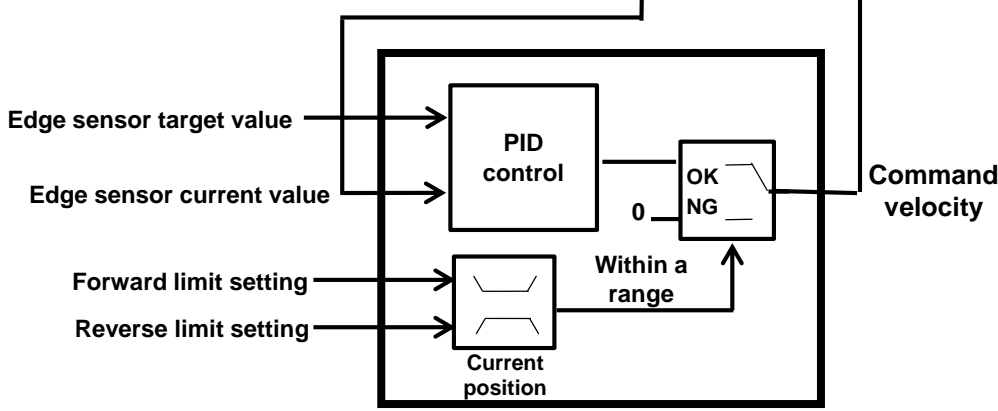 Edge sensor target value
PID
control
Edge sensor current value
OK
NG
0
Command
velocity
Forward limit setting
Reverse limit setting
Within a
range
Current
position